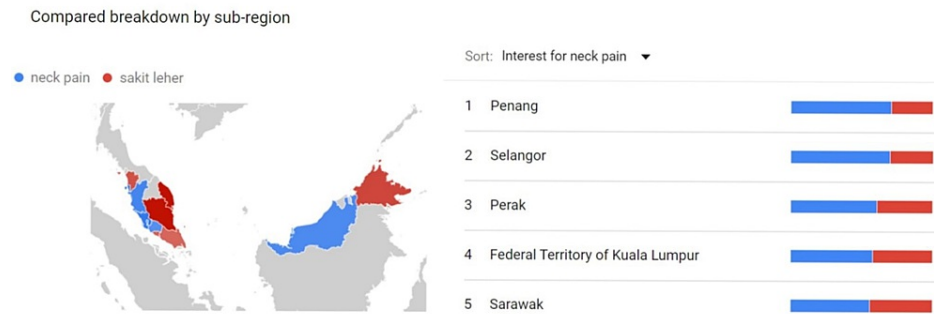 Compared breakdown by sub-region
neck pain sakit leher
Sort: Interest for neck pain
1 Penang
2 Selangor
3 Perak
4 Federal Territory of Kuala Lumpur
5 Sarawak